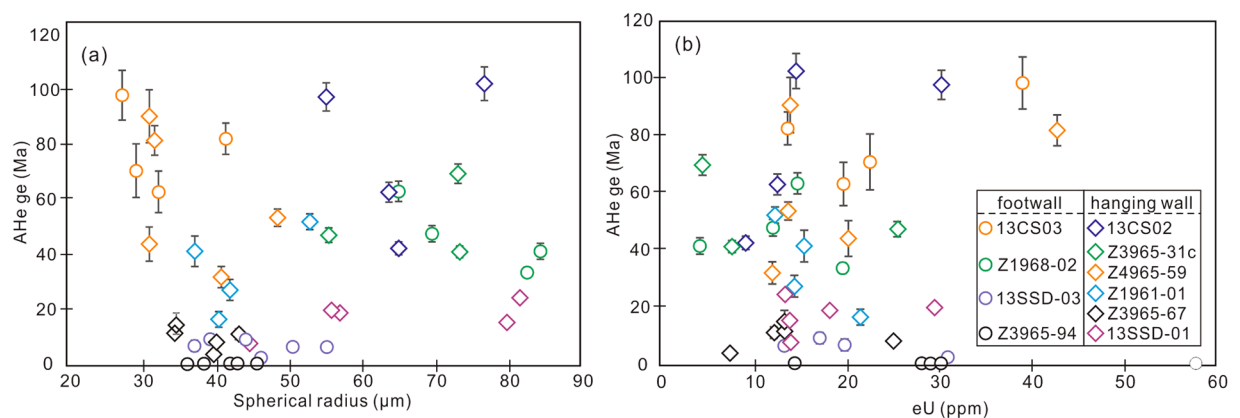 120
100
80
60
40
20
0
AHe ge (Ma)
(a)
20 30 40 50 60 70 80 90
Spherical radius (μm)
120
100
80
60
40
20
0
AHe ge (Ma)
(b)
10 20 30 40 50 60
eU (ppm)
footwall hanging wall
13CS03 13CS02
Z1968-02 Z3965-31c
13SSD-03 Z4965-59
Z3965-94 Z1961-01
Z3965-67
13SSD-01